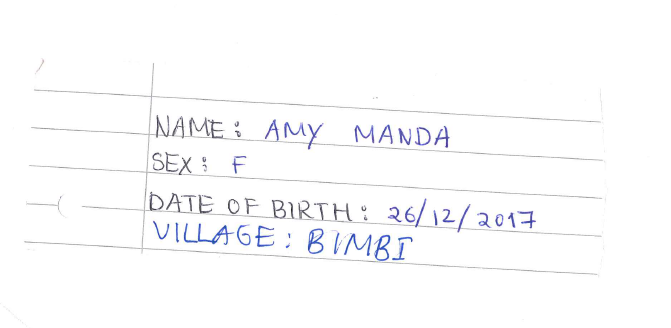 NAME: AMY MANDA
SEX: F
DATE OF BIRTH: 26/12/2017
VILLAGE: BIMBI